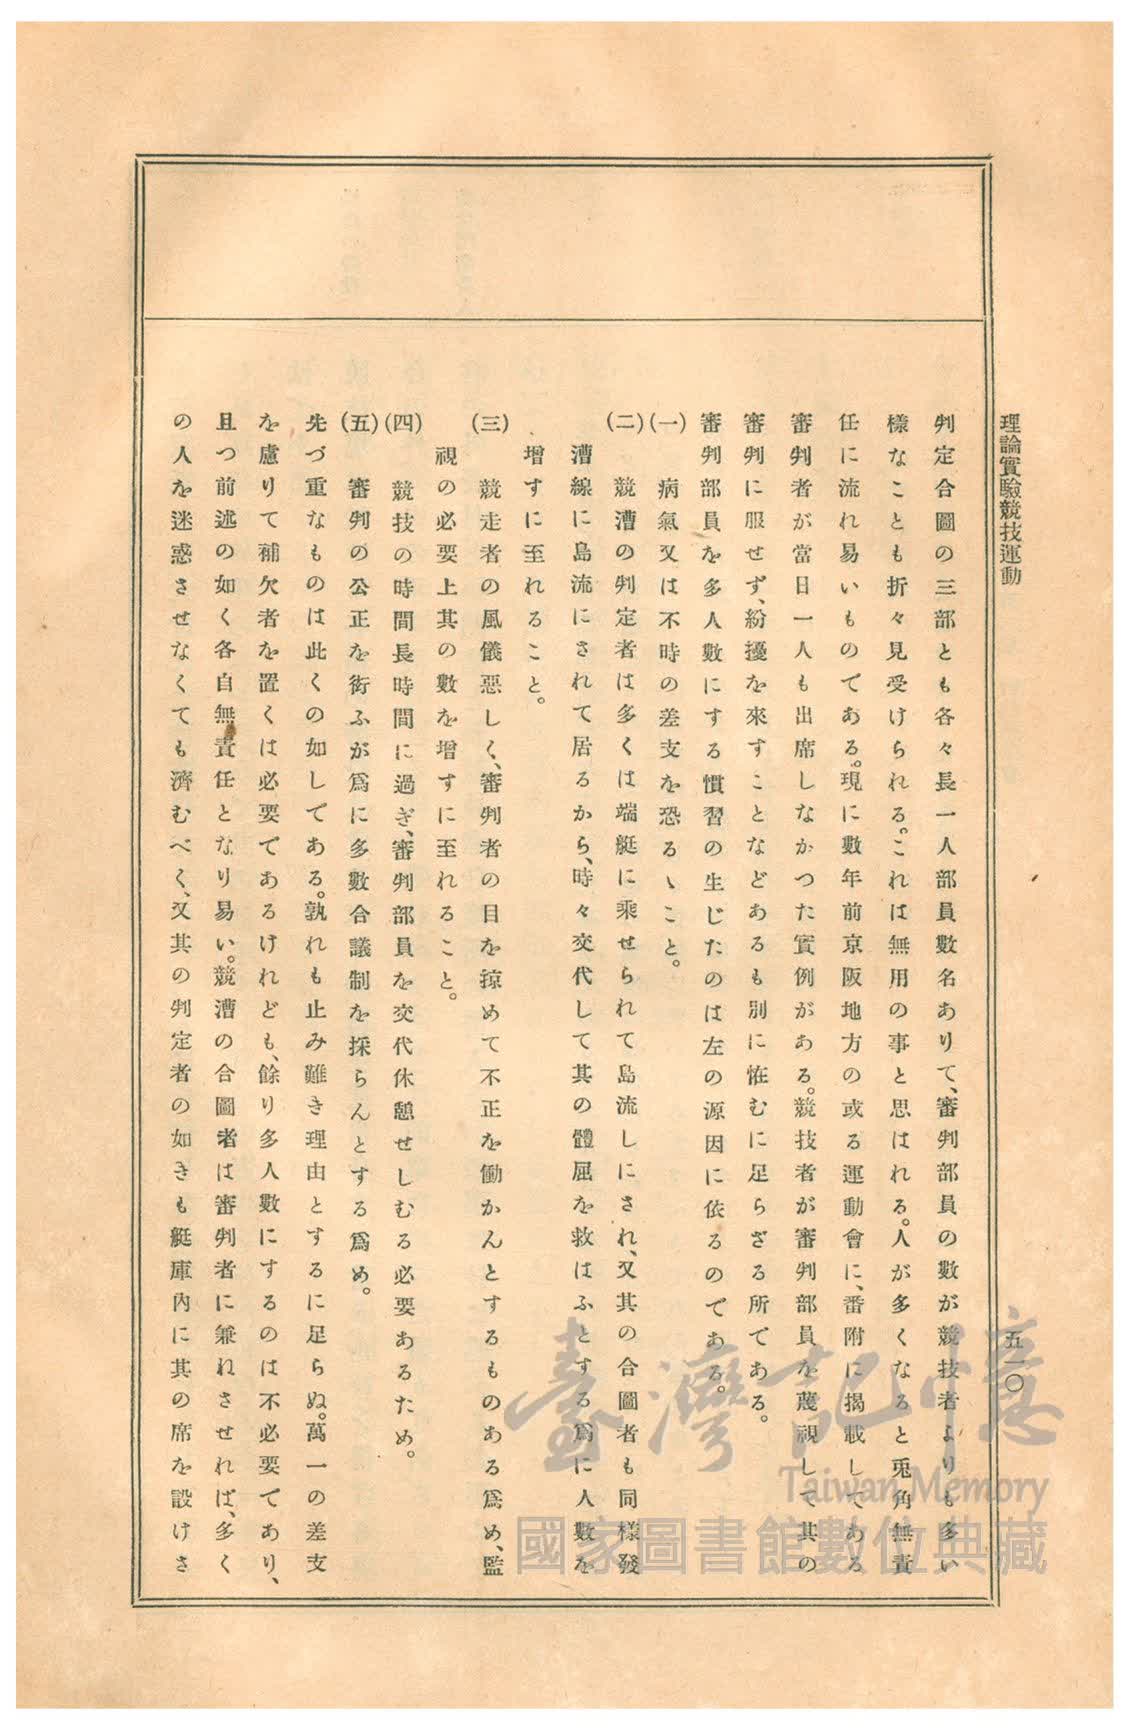 理論實驗競技運動
五一〇
判定合圖の三部とも各々長一人部員數名ありて、審判部員の數が競技者よりも多い
樣なことも折々見受けられる。これは無用の事と思はれる。人が多くなると兎角無責
任に流れ易いものである。現に數年前京阪地方の或る運動會に、番附に揭載してある
審判者が當日一人も出席しなかつた實例がある。競技者が審判部員を蔑視して其の
審判に服せず、紛擾を來すことなどあるも別に恠むに足らざる所である。
審判部員を多人數にする慣習の生じたのは左の源因に依るのである。
(一) 病氣又は不時の差支を恐るゝこと。
(二) 競漕の判定者は多くは端艇に乘せられて島流しにされ、又其の合圖者も同樣發
漕線に島流にされて居るから、時々交代して其の體屈を救はふとする爲に人數を
增すに至れること。
(三) 競走者の風儀惡しく、審判者の目を掠めて不正を働かんとするものある爲め、監
視の必要上其の數を增すに至れること。
(四) 競技の時間長時間に過ぎ、審判部員を交代休憩せしむる必要あるため。
(五) 審判の公正を衒ふが爲に多數合議制を採らんとする爲め。
先づ重なものは此くの如しである。孰れも止み難き理由とするに足らぬ。萬一の差支
を慮りて補欠者を置くは必要であるけれども、餘り多人數にするのは不必要であり、
且つ前述の如く各自無責任となり易い。競漕の合圖者は審判者に兼れさせれば、多く
の人を迷惑させなくても濟むべく、又其の判定者の如きも艇庫內に其の席を設けさ
臺灣記憶
Taiwan Memory
國家圖書館數位典藏